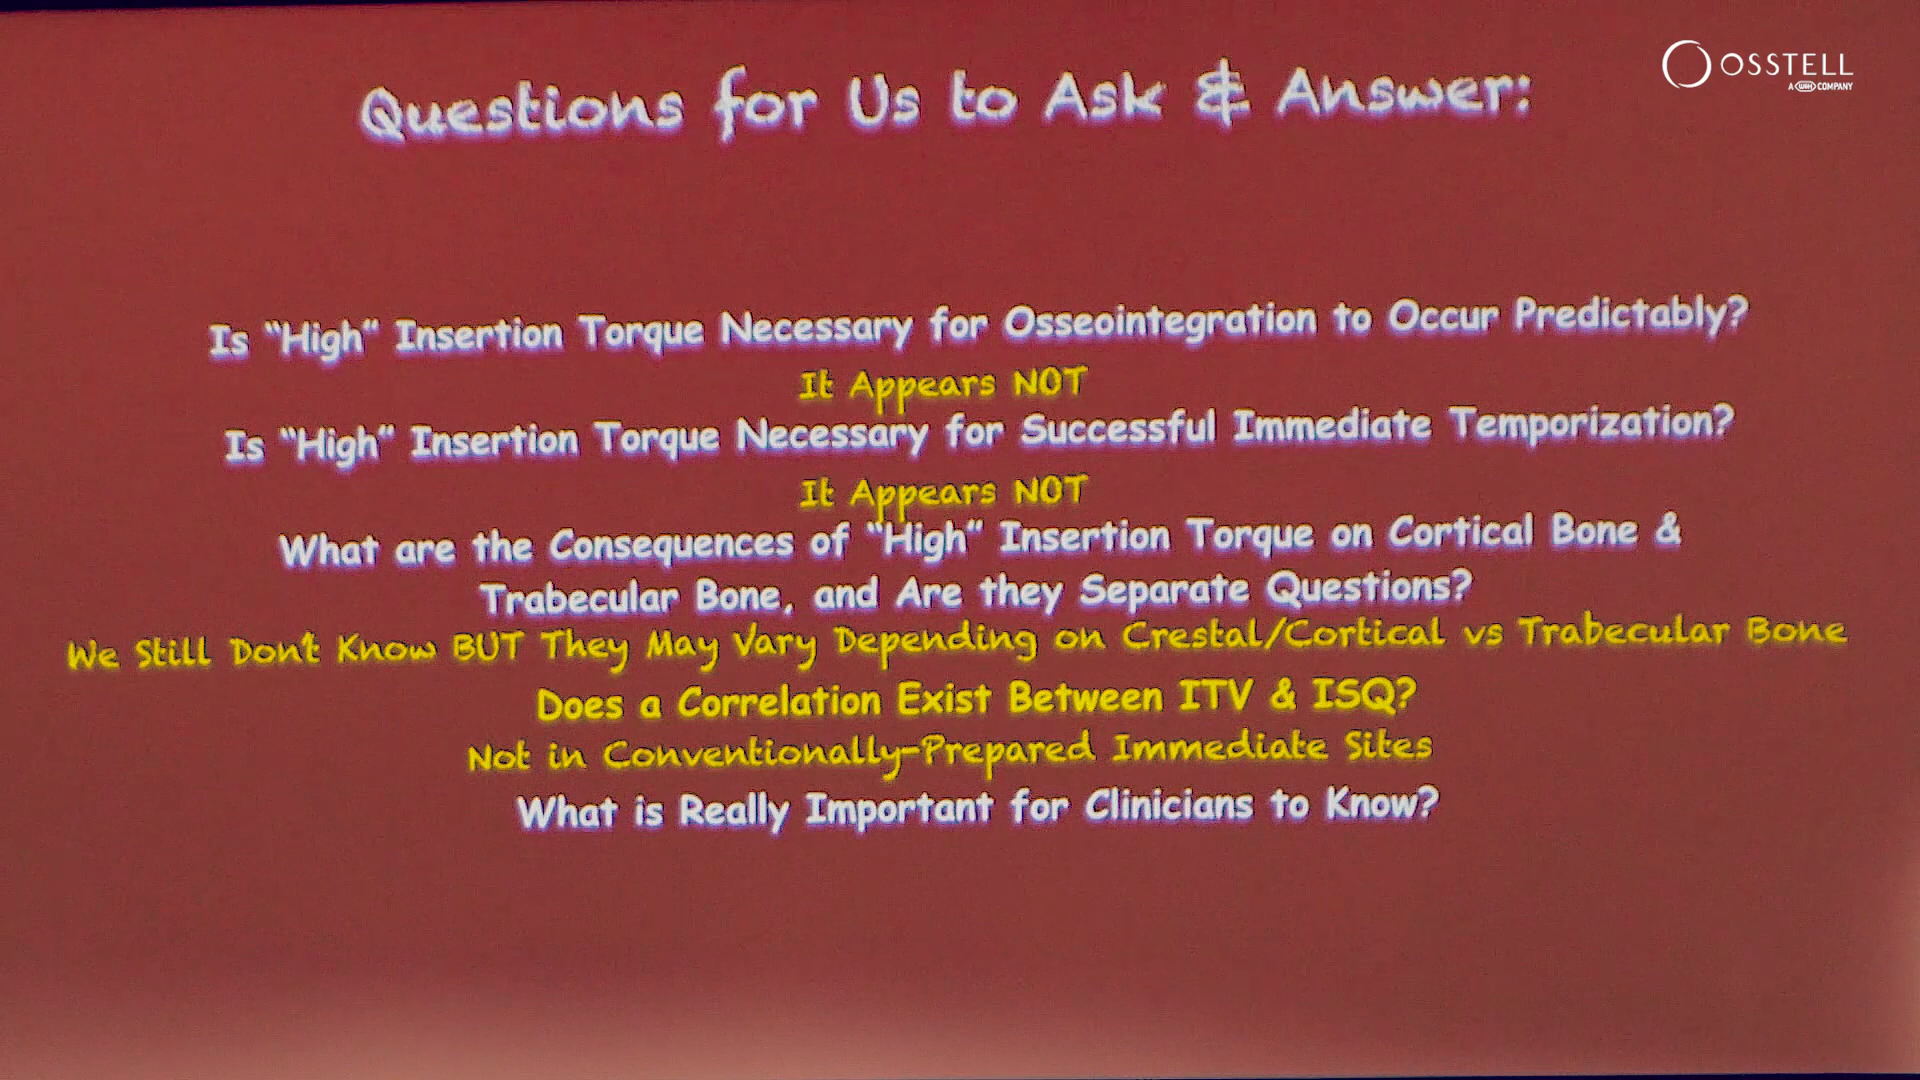 OSSTELL
A W&H COMPANY
Questions for Us to Ask & Answer:
Is "High" Insertion Torque Necessary for Osseointegration to Occur Predictably?
It Appears NOT
Is "High" Insertion Torque Necessary for Successful Immediate Temporization?
It Appears NOT
What are the Consequences of "High" Insertion Torque on Cortical Bone &
Trabecular Bone, and Are they Separate Questions?
We Still Don't Know BUT They May Vary Depending on Crestal/Cortical vs Trabecular Bone
Does a Correlation Exist Between ITV & ISQ?
Not in Conventionally-Prepared Immediate Sites
What is Really Important for Clinicians to Know?